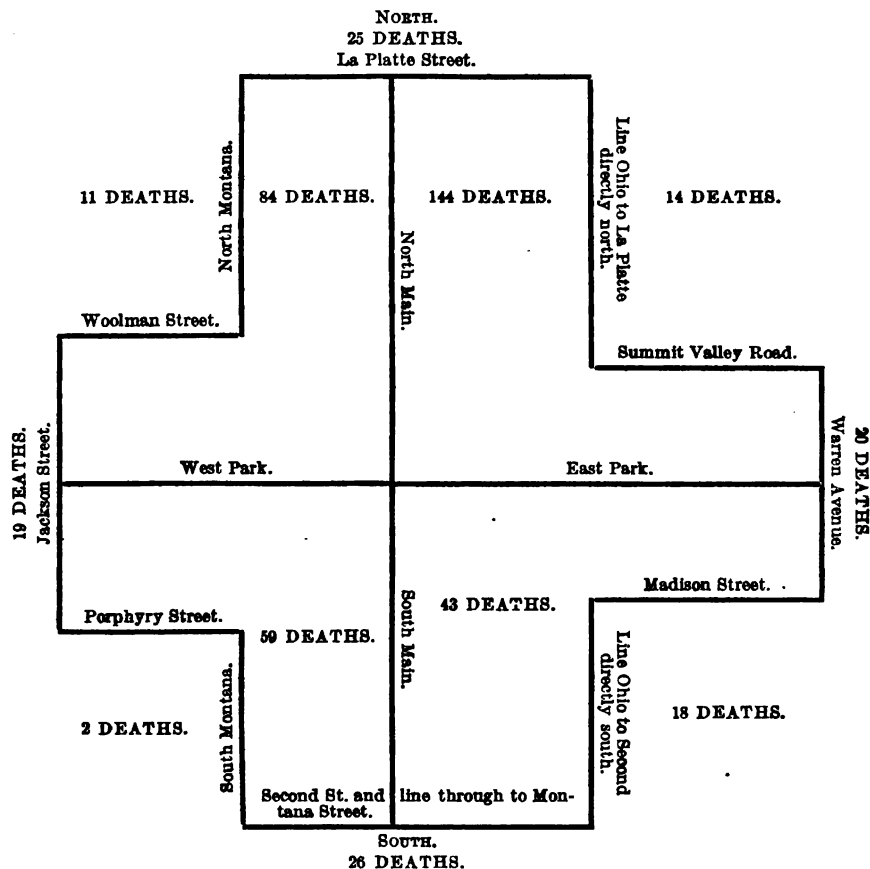 NORTH.
25 DEATHS.
La Platte Street.
North Montana.
Line Ohio to La Platte
directly north.
11 DEATHS.
84 DEATHS.
144 DEATHS.
14 DEATHS.
North Main.
Woolman Street.
Summit Valley Road.
19 DEATHS.
Jackson Street.
West Park.
East Park.
Warren Avenue.
20 DEATHS.
Madison Street.
Porphyry Street.
59 DEATHS.
South Main.
43 DEATHS.
South Montana.
Line Ohio to Second
directly south.
2 DEATHS.
18 DEATHS.
Second St. and line through to Mon-
tana Street.
SOUTH.
26 DEATHS.